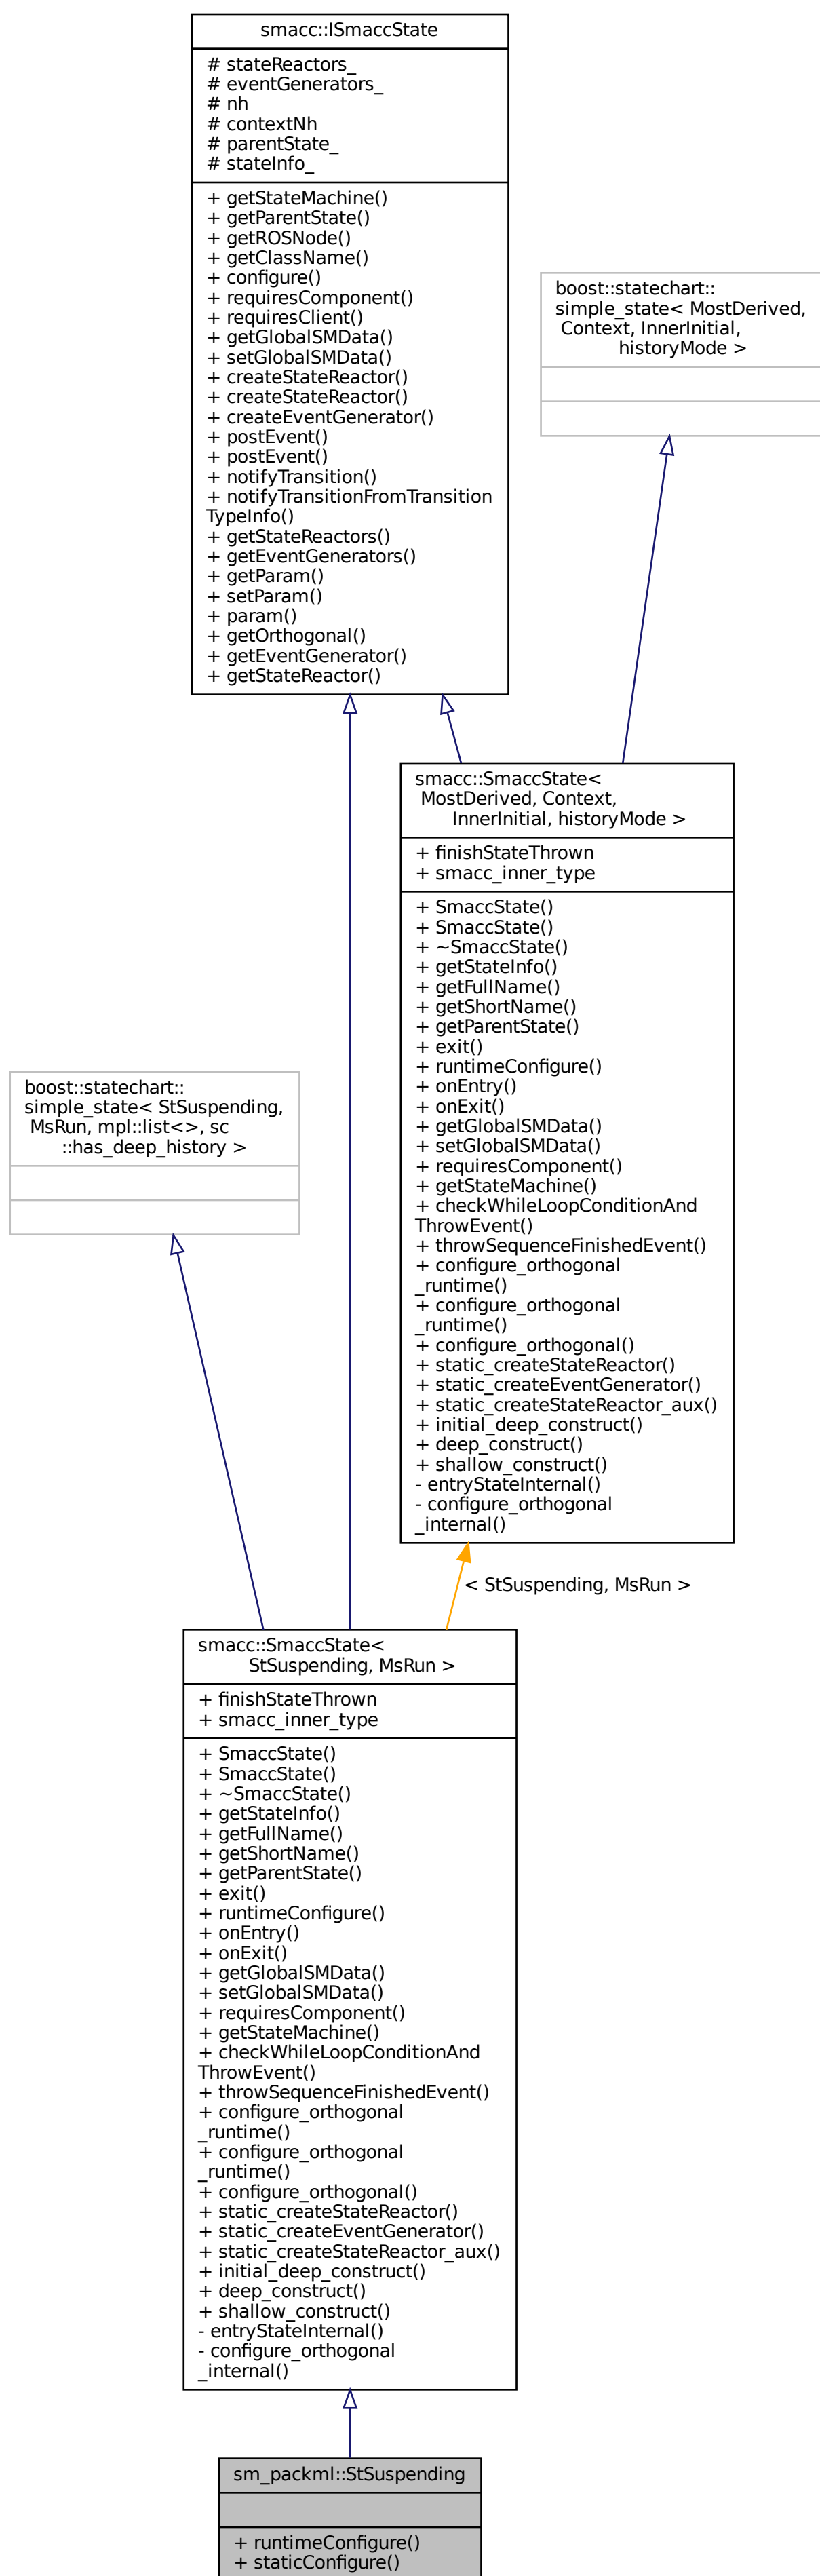 smacc::ISmaccState
# stateReactors_
# eventGenerators_
# nh
# contextNh
# parentState_
# stateInfo_
+ getStateMachine()
+ getParentState()
+ getROSNode()
+ getClassName()
+ configure()
+ requiresComponent()
+ requiresClient()
+ getGlobalSMData()
+ setGlobalSMData()
+ createStateReactor()
+ createStateReactor()
+ createEventGenerator()
+ postEvent()
+ postEvent()
+ notifyTransition()
+ notifyTransitionFromTransition
TypeInfo()
+ getStateReactors()
+ getEventGenerators()
+ getParam()
+ setParam()
+ param()
+ getOrthogonal()
+ getEventGenerator()
+ getStateReactor()
boost::statechart::
simple_state< MostDerived,
Context, InnerInitial,
historyMode >
smacc::SmaccState<
MostDerived, Context,
InnerInitial, historyMode >
+ finishStateThrown
+ smacc_inner_type
+ SmaccState()
+ SmaccState()
+ ~SmaccState()
+ getStateInfo()
+ getFullName()
+ getShortName()
+ getParentState()
+ exit()
+ runtimeConfigure()
+ onEntry()
+ onExit()
+ getGlobalSMData()
+ setGlobalSMData()
+ requiresComponent()
+ getStateMachine()
+ checkWhileLoopConditionAnd
ThrowEvent()
+ throwSequenceFinishedEvent()
+ configure_orthogonal
_runtime()
+ configure_orthogonal
_runtime()
+ configure_orthogonal()
+ static_createStateReactor()
+ static_createEventGenerator()
+ static_createStateReactor_aux()
+ initial_deep_construct()
+ deep_construct()
+ shallow_construct()
- entryStateInternal()
- configure_orthogonal
_internal()
boost::statechart::
simple_state< StSuspending,
MsRun, mpl::list<>, sc
::has_deep_history >
< StSuspending, MsRun >
smacc::SmaccState<
StSuspending, MsRun >
+ finishStateThrown
+ smacc_inner_type
+ SmaccState()
+ SmaccState()
+ ~SmaccState()
+ getStateInfo()
+ getFullName()
+ getShortName()
+ getParentState()
+ exit()
+ runtimeConfigure()
+ onEntry()
+ onExit()
+ getGlobalSMData()
+ setGlobalSMData()
+ requiresComponent()
+ getStateMachine()
+ checkWhileLoopConditionAnd
ThrowEvent()
+ throwSequenceFinishedEvent()
+ configure_orthogonal
_runtime()
+ configure_orthogonal
_runtime()
+ configure_orthogonal()
+ static_createStateReactor()
+ static_createEventGenerator()
+ static_createStateReactor_aux()
+ initial_deep_construct()
+ deep_construct()
+ shallow_construct()
- entryStateInternal()
- configure_orthogonal
_internal()
sm_packml::StSuspending
+ runtimeConfigure()
+ staticConfigure()